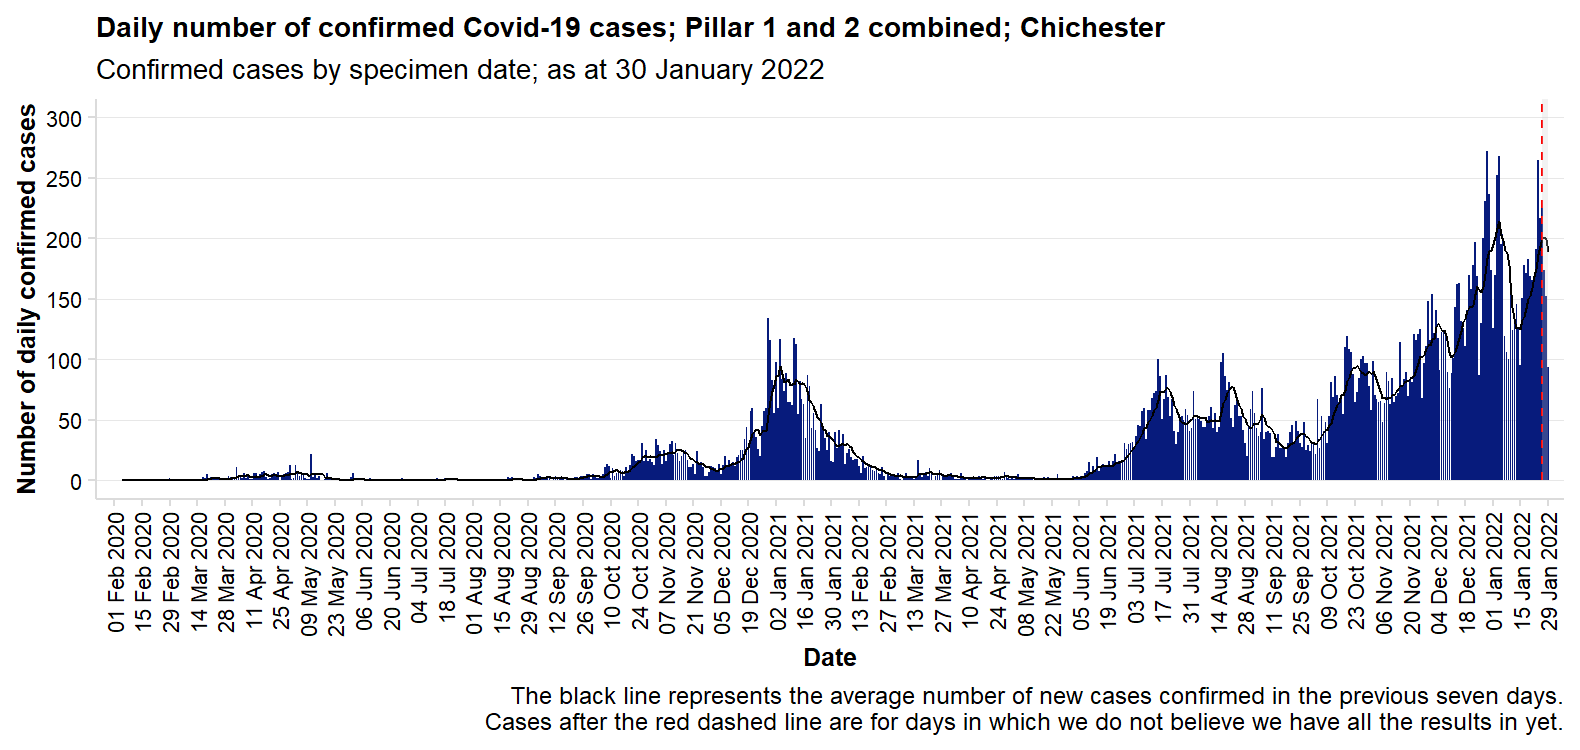 Daily number of confirmed Covid-19 cases; Pillar 1 and 2 combined; Chichester
Confirmed cases by specimen date; as at 30 January 2022
Number of daily confirmed cases
300
250
200
150
100
50
0
01 Feb 2020
15 Feb 2020
29 Feb 2020
14 Mar 2020
28 Mar 2020
11 Apr 2020
25 Apr 2020
09 May 2020
23 May 2020
06 Jun 2020
20 Jun 2020
04 Jul 2020
18 Jul 2020
01 Aug 2020
15 Aug 2020
29 Aug 2020
12 Sep 2020
26 Sep 2020
10 Oct 2020
24 Oct 2020
07 Nov 2020
21 Nov 2020
05 Dec 2020
19 Dec 2020
02 Jan 2021
16 Jan 2021
30 Jan 2021
13 Feb 2021
27 Feb 2021
13 Mar 2021
27 Mar 2021
10 Apr 2021
24 Apr 2021
08 May 2021
22 May 2021
05 Jun 2021
19 Jun 2021
03 Jul 2021
17 Jul 2021
31 Jul 2021
14 Aug 2021
28 Aug 2021
11 Sep 2021
25 Sep 2021
09 Oct 2021
23 Oct 2021
06 Nov 2021
20 Nov 2021
04 Dec 2021
18 Dec 2021
01 Jan 2022
15 Jan 2022
29 Jan 2022
Date
The black line represents the average number of new cases confirmed in the previous seven days.
Cases after the red dashed line are for days in which we do not believe we have all the results in yet.